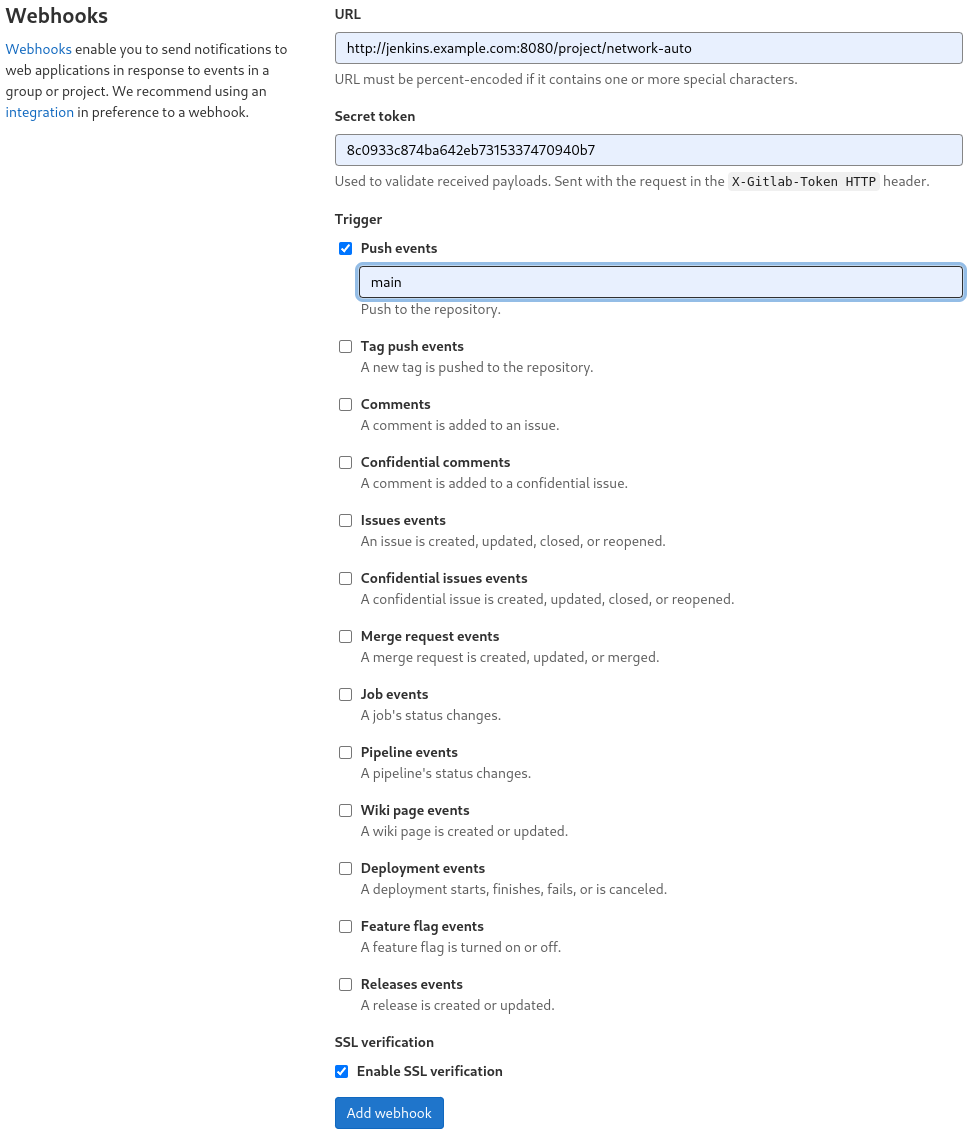 Webhooks
Webhooks enable you to send notifications to
web applications in response to events in a
group or project. We recommend using an
integration in preference to a webhook.
URL
http://jenkins.example.com:8080/project/network-auto
URL must be percent-encoded if it contains one or more special characters.
Secret token
8c0933c874ba642eb7315337470940b7
Used to validate received payloads. Sent with the request in the X-Gitlab-Token HTTP header.
Trigger
Push events
main
Push to the repository.
Tag push events
A new tag is pushed to the repository.
Comments
A comment is added to an issue.
Confidential comments
A comment is added to a confidential issue.
Issues events
An issue is created, updated, closed, or reopened.
Confidential issues events
A confidential issue is created, updated, closed, or reopened.
Merge request events
A merge request is created, updated, or merged.
Job events
A job's status changes.
Pipeline events
A pipeline's status changes.
Wiki page events
A wiki page is created or updated.
Deployment events
A deployment starts, finishes, fails, or is canceled.
Feature flag events
A feature flag is turned on or off.
Releases events
A release is created or updated.
SSL verification
Enable SSL verification
Add webhook